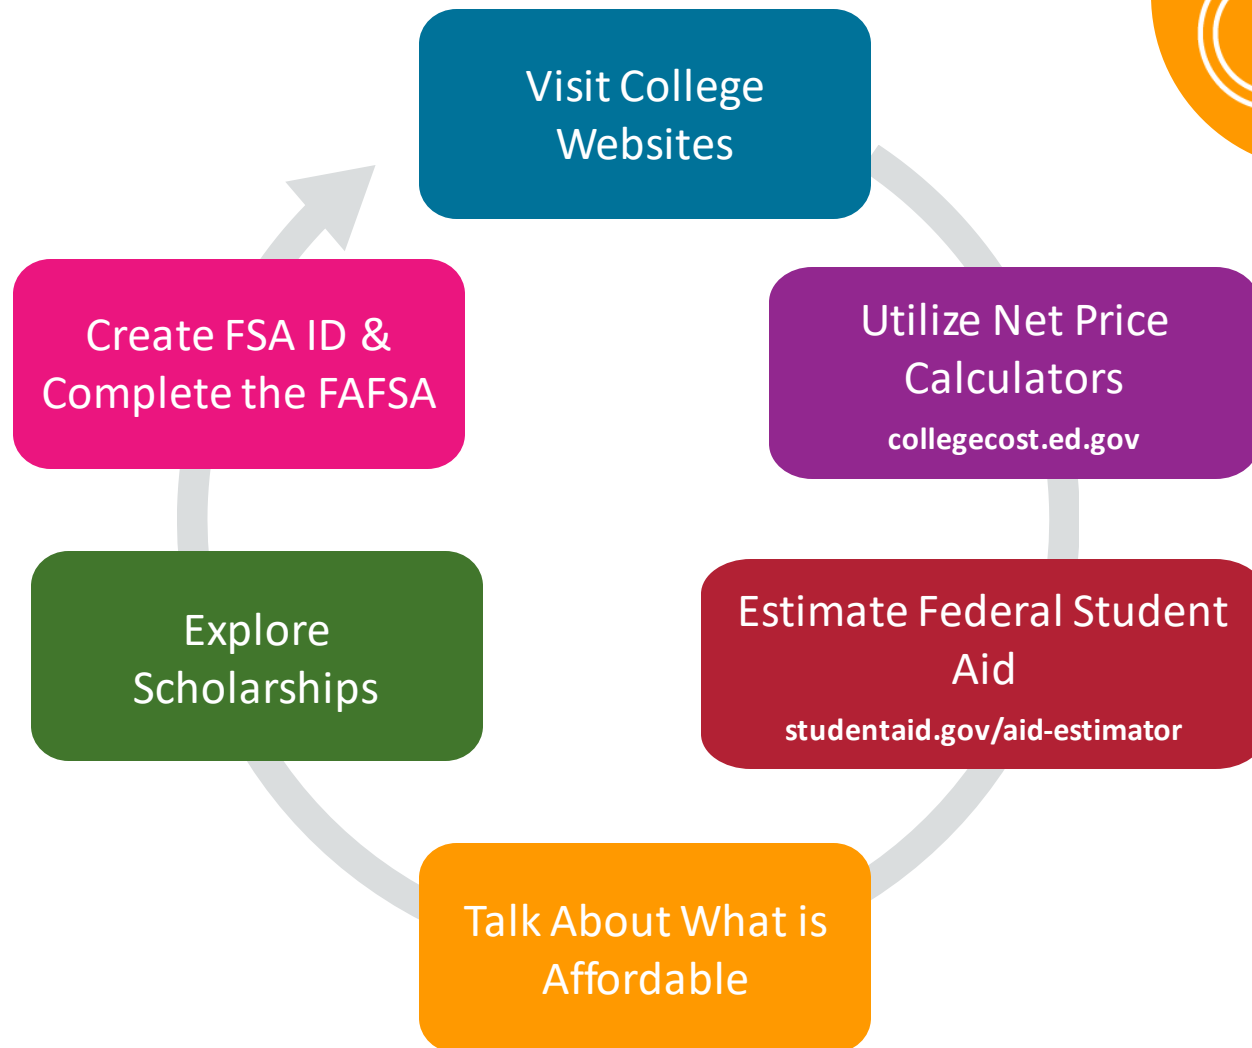 Visit College
Websites
Utilize Net Price
Calculators
collegecost.ed.gov
Estimate Federal Student
Aid
studentaid.gov/aid-estimator
Talk About What is
Affordable
Explore
Scholarships
Create FSA ID &
Complete the FAFSA